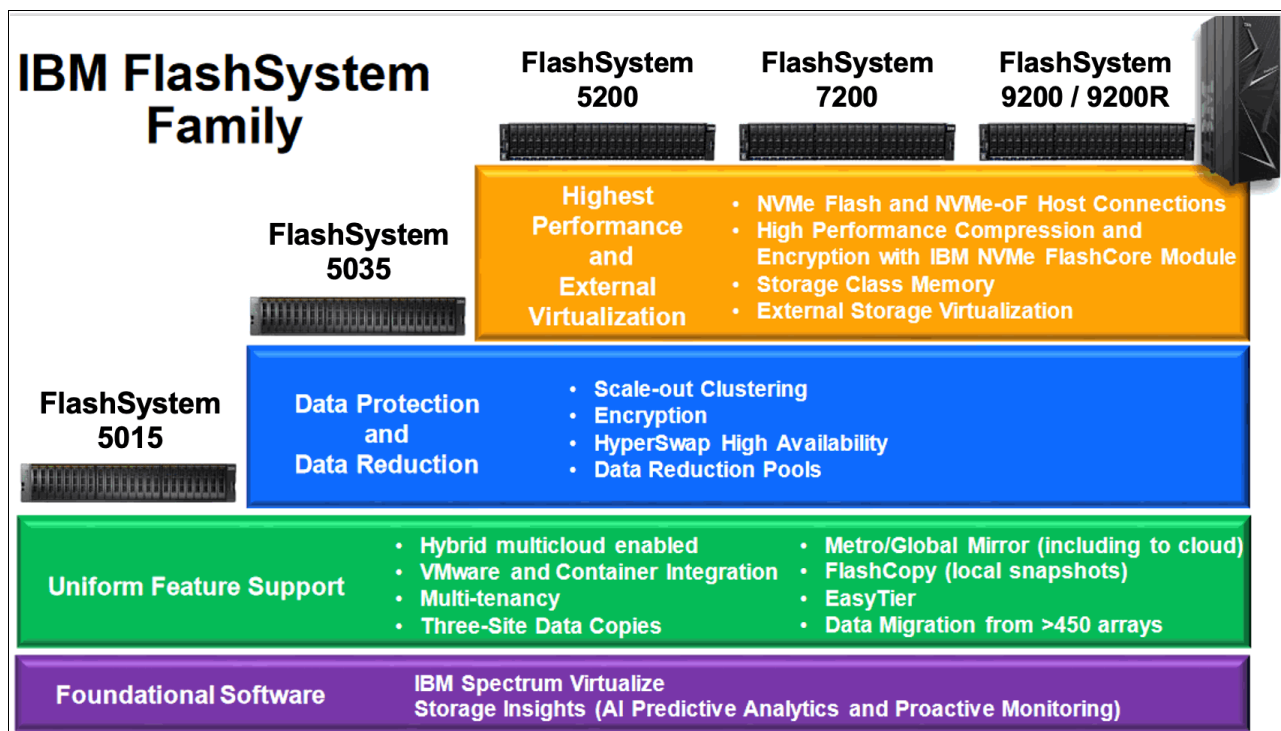 IBM FlashSystem
Family
FlashSystem
5200
FlashSystem
7200
FlashSystem
9200 / 9200R
Highest
Performance
and
External
Virtualization
• NVMe Flash and NVMe-oF Host Connections
• High Performance Compression and
Encryption with IBM NVMe FlashCore Module
• Storage Class Memory
• External Storage Virtualization
FlashSystem
5035
Data Protection
and
Data Reduction
• Scale-out Clustering
• Encryption
• HyperSwap High Availability
• Data Reduction Pools
FlashSystem
5015
Uniform Feature Support
• Hybrid multicloud enabled
• VMware and Container Integration
• Multi-tenancy
• Three-Site Data Copies
• Metro/Global Mirror (including to cloud)
• FlashCopy (local snapshots)
• EasyTier
• Data Migration from >450 arrays
Foundational Software
IBM Spectrum Virtualize
Storage Insights (AI Predictive Analytics and Proactive Monitoring)
IBM